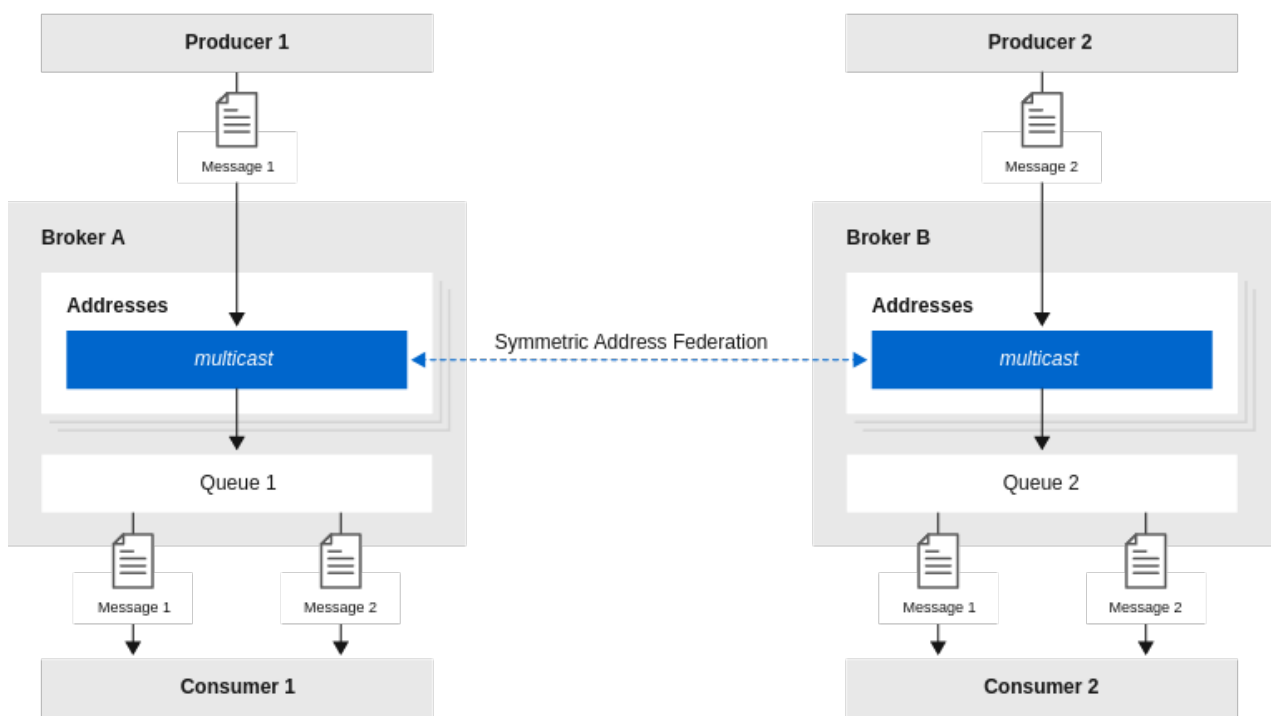 Producer 1
Producer 2
Message 1
Message 2
Broker A
Broker B
Addresses
Addresses
multicast
Symmetric Address Federation
multicast
Queue 1
Queue 2
Message 1
Message 2
Message 1
Message 2
Consumer 1
Consumer 2